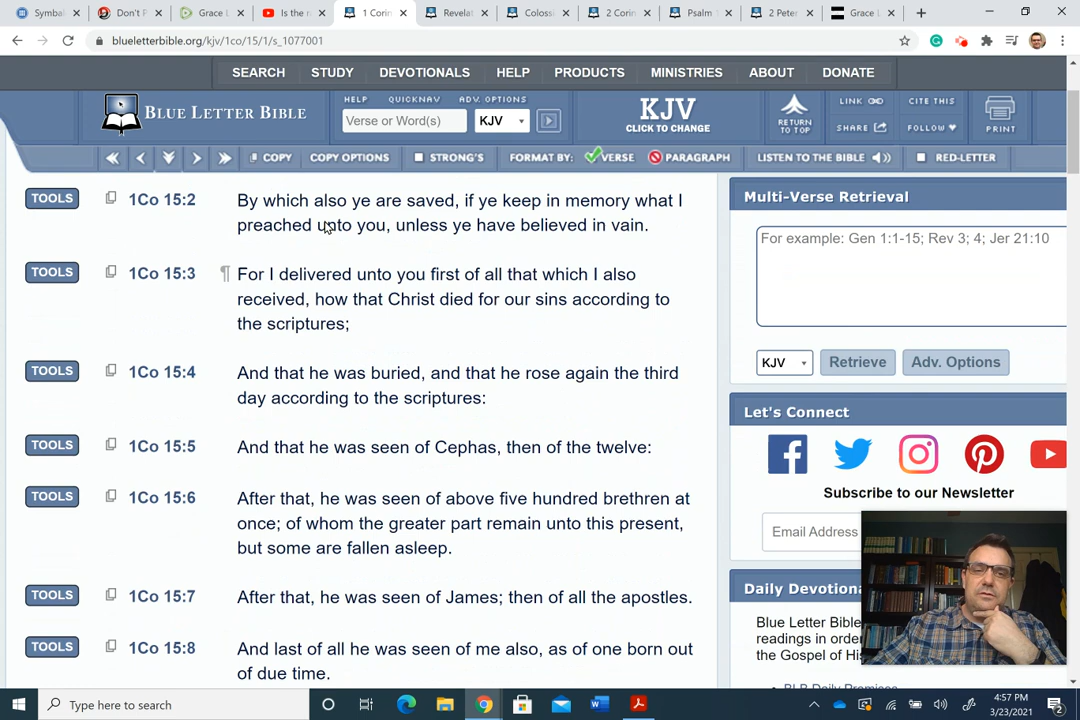 Symbal
Don't P
Grace L
Is the r
1 Corin
Revelat
Colossi
2 Corin
Psalm 1
2 Peter
Grace L
blueletterbible.org/kjv/1co/15/1/s_1077001
SEARCH STUDY DEVOTIONALS HELP PRODUCTS MINISTRIES ABOUT DONATE
BLUE LETTER BIBLE
HELP QUICKNAV ADV. OPTIONS
Verse or Word(s) KJV
KJV
CLICK TO CHANGE
RETURN
TO TOP
LINK CITE THIS
SHARE FOLLOW
PRINT
COPY COPY OPTIONS STRONG'S FORMAT BY: VERSE PARAGRAPH LISTEN TO THE BIBLE RED-LETTER
TOOLS 1Co 15:2 By which also ye are saved, if ye keep in memory what I
preached unto you, unless ye have believed in vain.
TOOLS 1Co 15:3 ¶ For I delivered unto you first of all that which I also
received, how that Christ died for our sins according to
the scriptures;
TOOLS 1Co 15:4 And that he was buried, and that he rose again the third
day according to the scriptures:
TOOLS 1Co 15:5 And that he was seen of Cephas, then of the twelve:
TOOLS 1Co 15:6 After that, he was seen of above five hundred brethren at
once; of whom the greater part remain unto this present,
but some are fallen asleep.
TOOLS 1Co 15:7 After that, he was seen of James; then of all the apostles.
TOOLS 1Co 15:8 And last of all he was seen of me also, as of one born out
of due time.
Multi-Verse Retrieval
For example: Gen 1:1-15; Rev 3; 4; Jer 21:10
KJV Retrieve Adv. Options
Let's Connect
Subscribe to our Newsletter
Email Address
Daily Devotiona
Blue Letter Bible
readings in orde
the Gospel of His
BLB Daily Promises
Type here to search
4:57 PM
3/23/2021
2